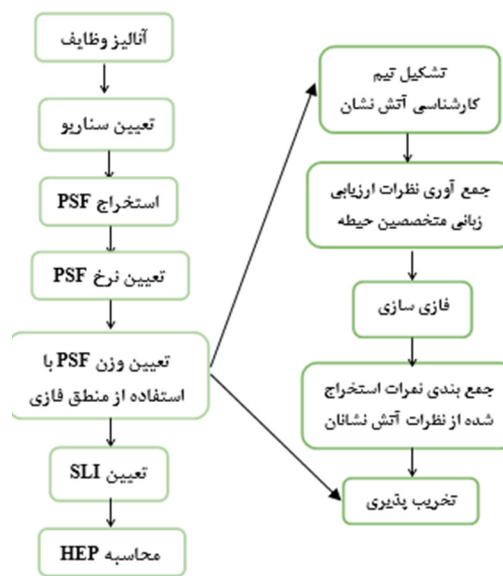 آنالیز وظایف
تعیین سناریو
استخراج PSF
تعیین نرخ PSF
تعیین وزن PSF با
استفاده از منطق فازی
تعیین SLI
محاسبه HEP
تشکیل تیم
کارشناسی آتش نشان
جمع آوری نظرات ارزیابی
زبانی متخصصین حیطه
فازی سازی
جمع بندی نمرات استخراج
شده از نظرات آتش نشانان
تخریب پذیری